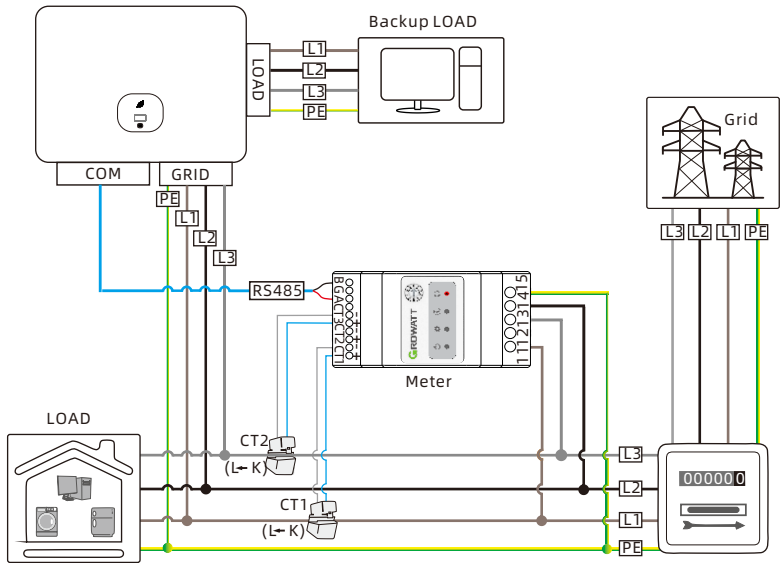 Backup LOAD
L1
L2
L3
PE
LOAD
COM
GRID
PE
L1
L2
L3
Grid
L3
L2
L1
PE
RS485
B
G
A
CT3
CT2
CT1
- + - + - +
GROWATT
15
14
13
12
11
Meter
LOAD
CT2
(L←K)
CT1
(L←K)
L3
L2
L1
PE
000000